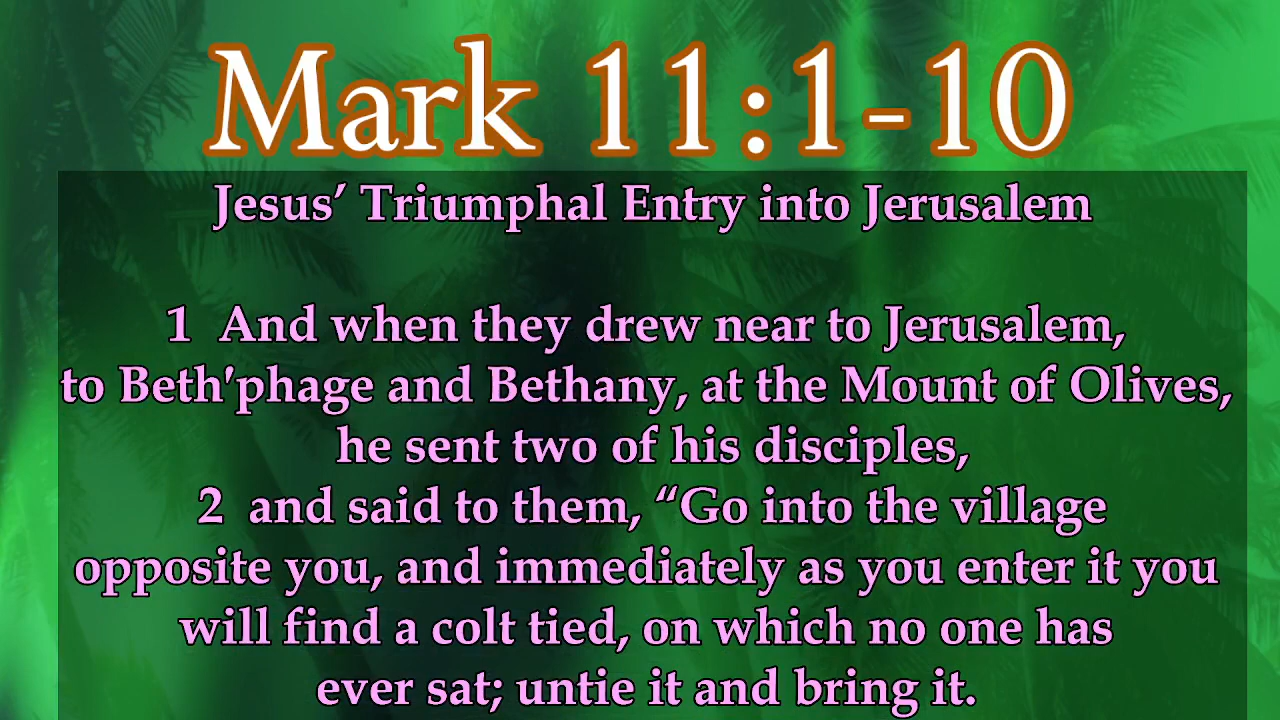 Mark 11:1-10
Jesus’ Triumphal Entry into Jerusalem
1  And when they drew near to Jerusalem,
to Beth'phage and Bethany, at the Mount of Olives,
he sent two of his disciples,
2  and said to them, “Go into the village
opposite you, and immediately as you enter it you
will find a colt tied, on which no one has
ever sat; untie it and bring it.